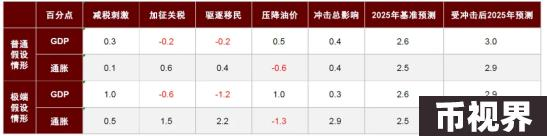 百分点 减税刺激 加征关税 驱逐移民 压降油价 冲击总影响 2025年基准预测 受冲击后2025年预测
普通假设情形 GDP 0.3 -0.2 -0.2 0.5 0.4 2.6 3.0
通胀 0.1 0.6 0.4 -0.6 0.4 2.5 2.9
极端假设情形 GDP 1.0 -0.6 -1.2 1.0 0.3 2.6 2.9
通胀 0.5 1.5 2.2 -1.3 2.9 2.5
币视界